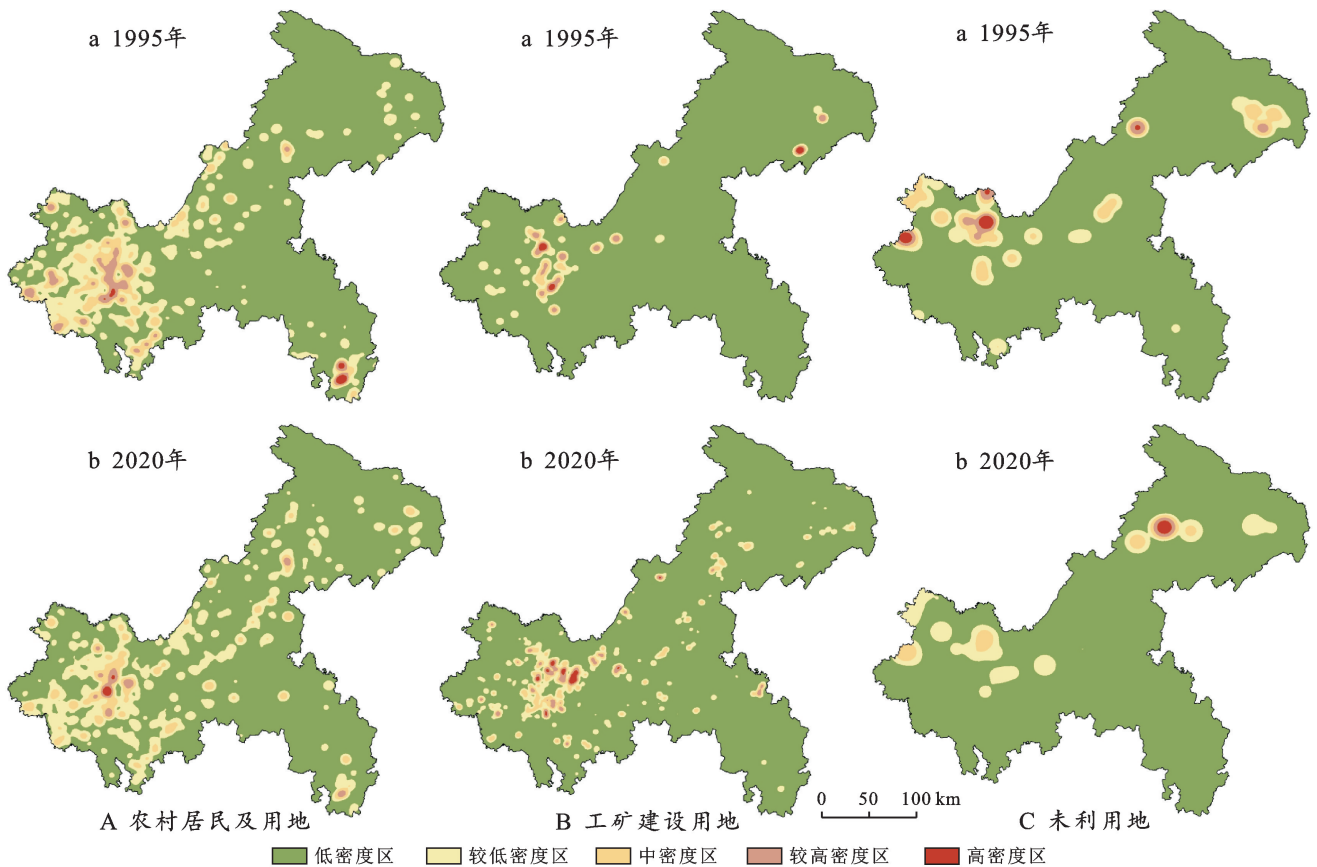 a 1995年
a 1995年
a 1995年
b 2020年
b 2020年
b 2020年
0 50 100 km
A 农村居民及用地
B 工矿建设用地
C 未利用地
低密度区 较低密度区 中密度区 较高密度区 高密度区